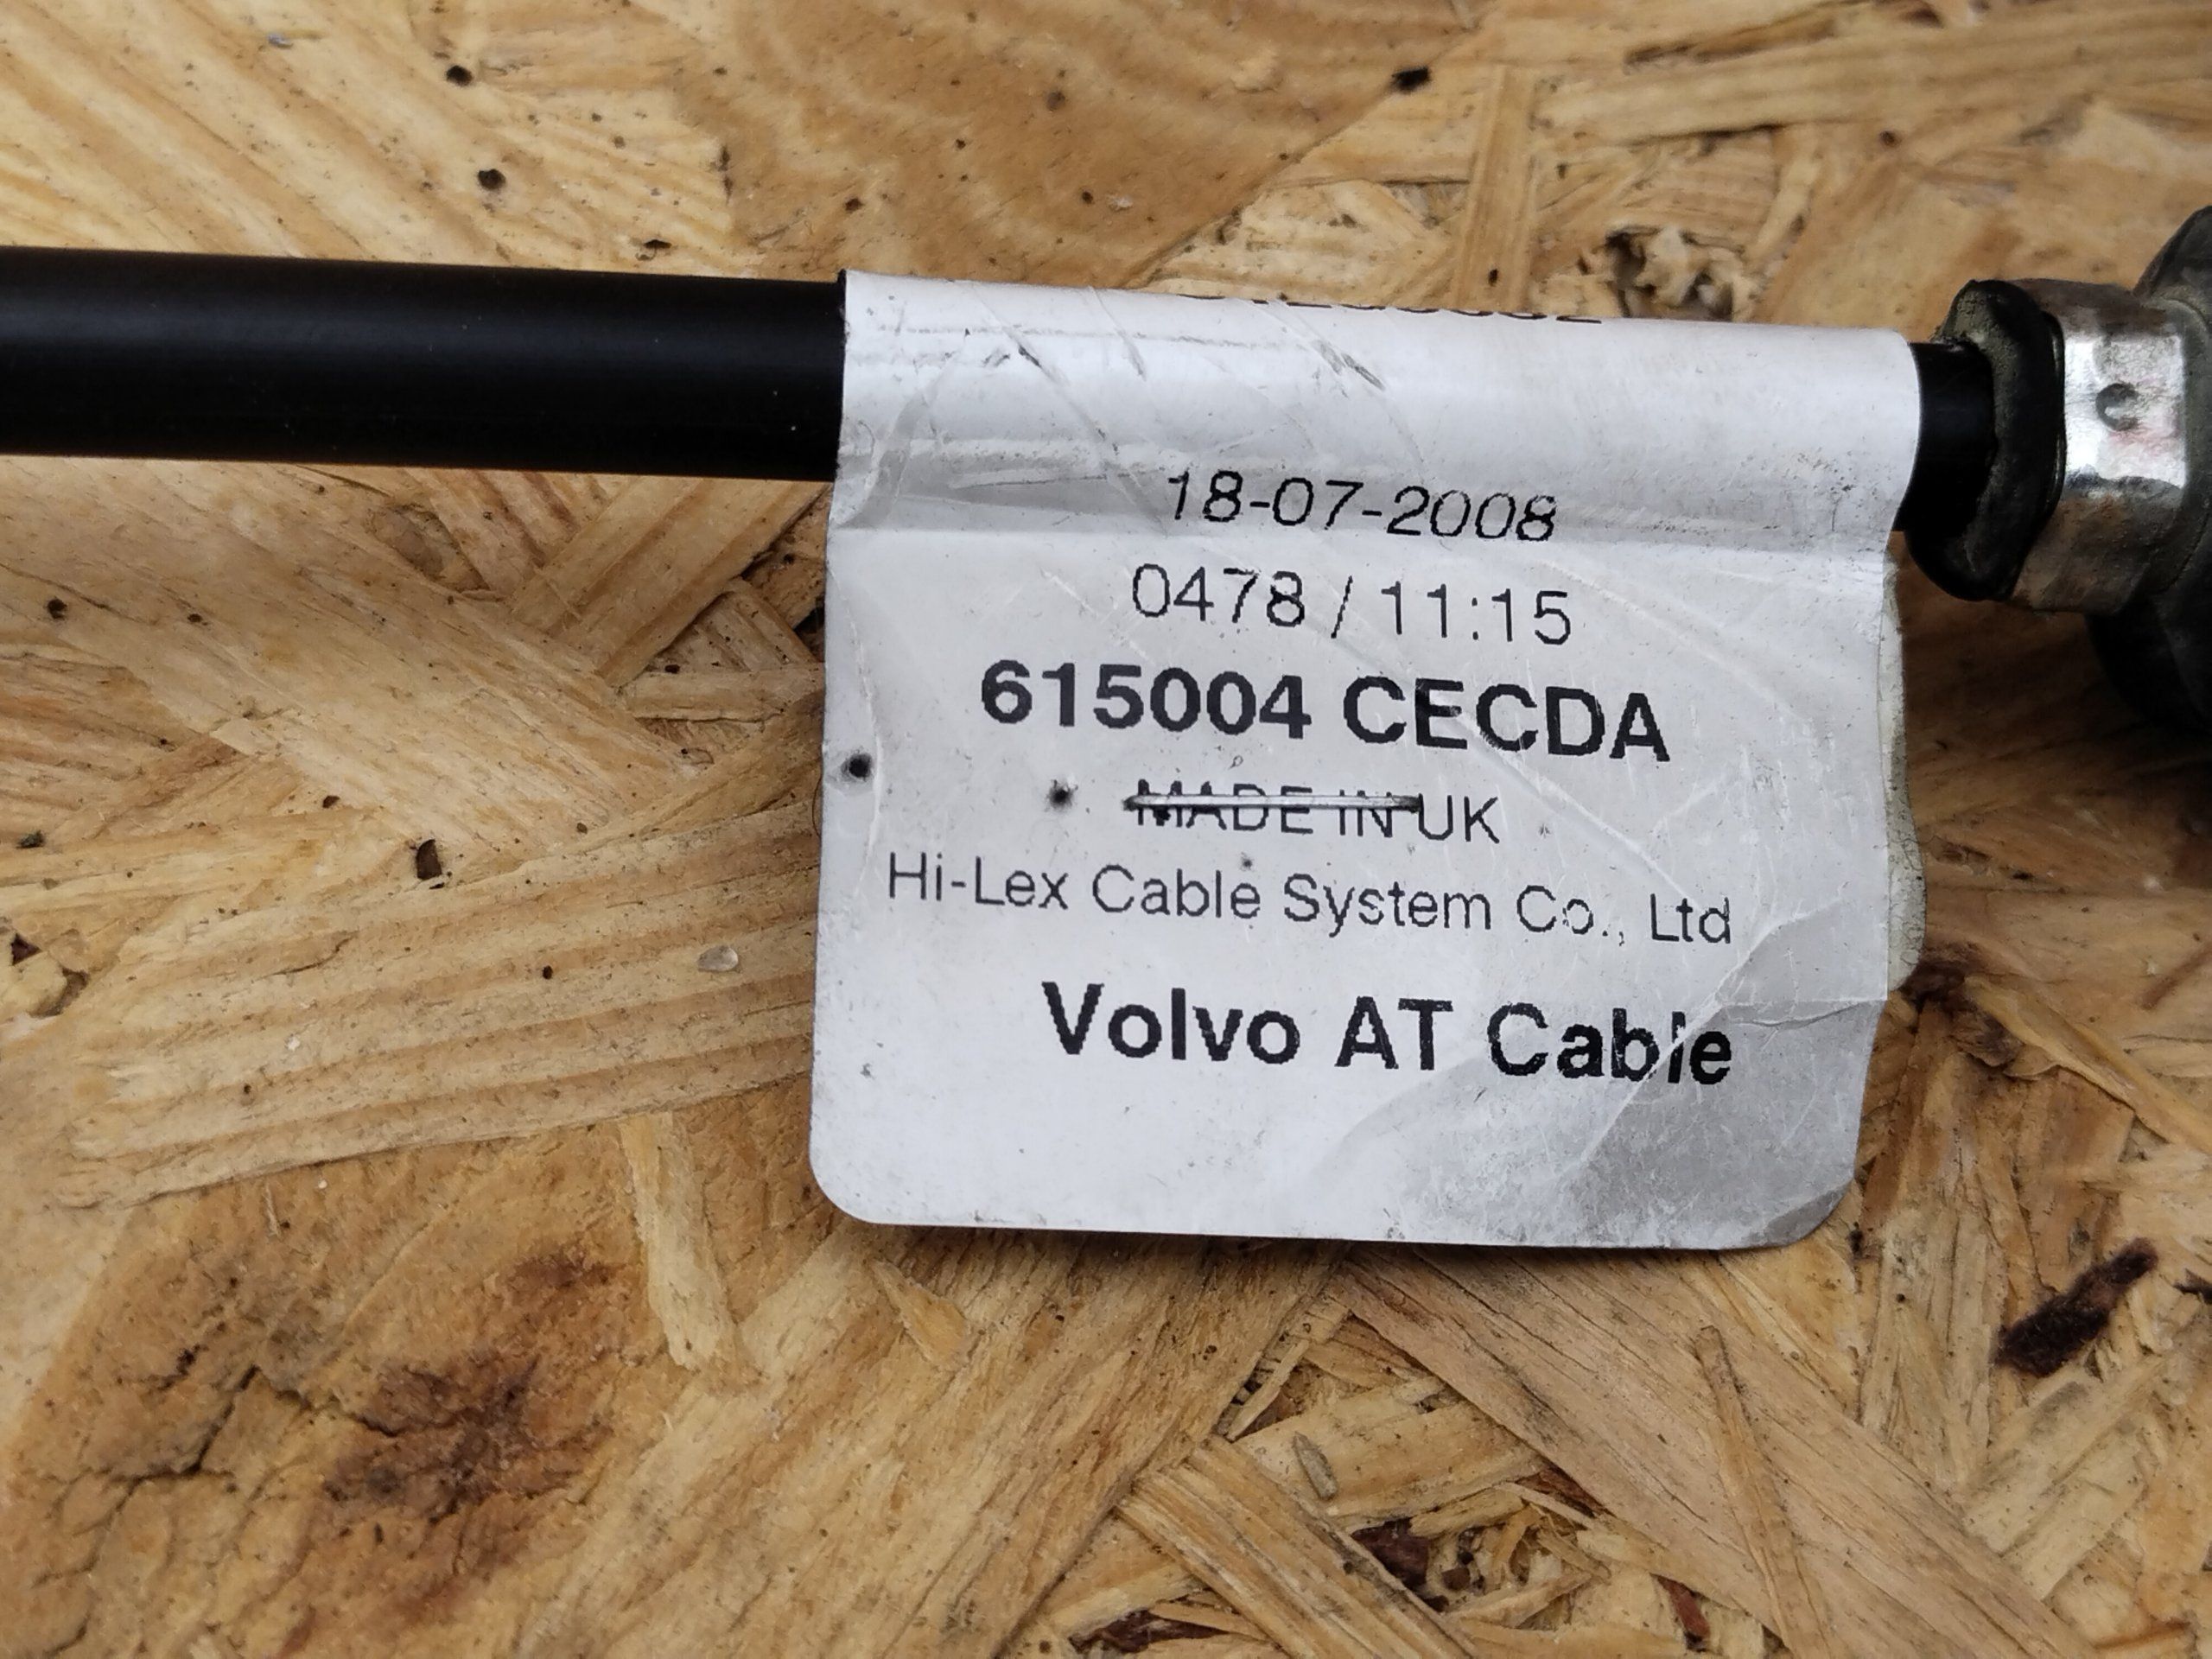 18-07-2008
0478 / 11:15
615004 CECDA
MADE IN UK
Hi-Lex Cable System Co., Ltd
Volvo AT Cable